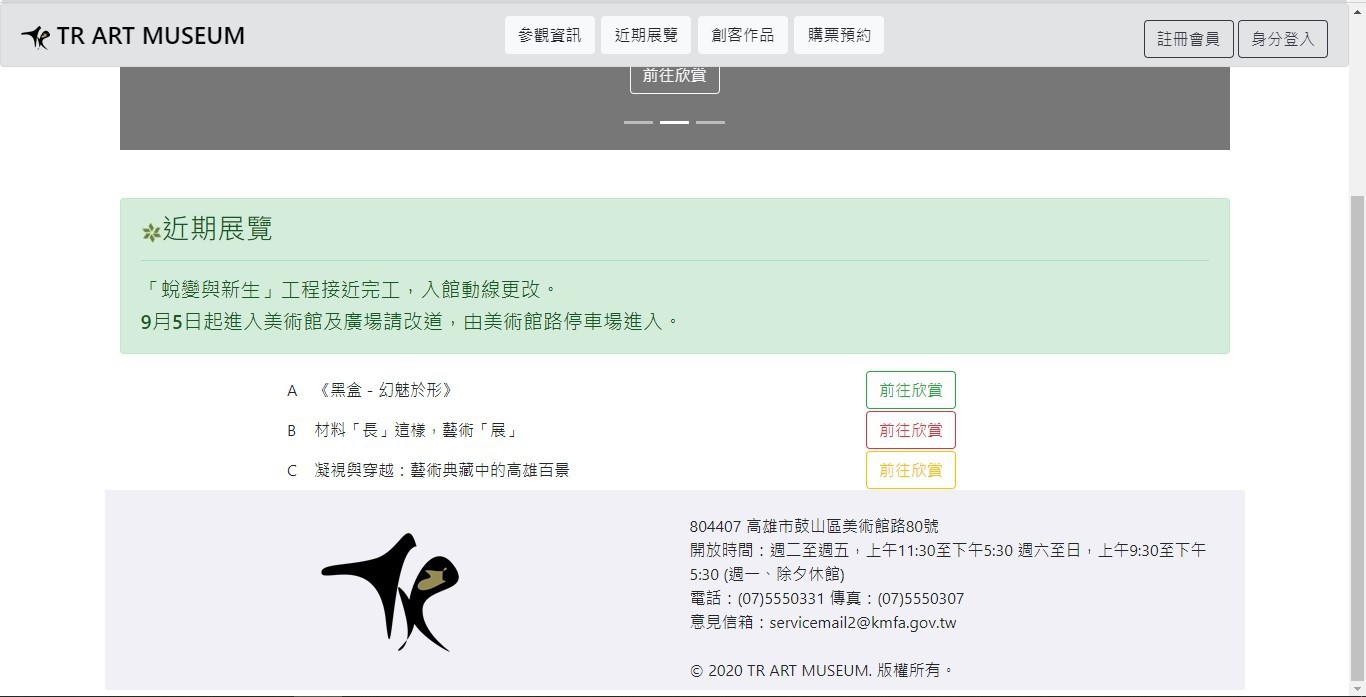 TR ART MUSEUM
參觀資訊
近期展覽
創客作品
購票預約
註冊會員
身分登入
前往欣賞
近期展覽
「蛻變與新生」工程接近完工，入館動線更改。
9月5日起進入美術館及廣場請改道，由美術館路停車場進入。
A 《黑盒 - 幻魅於形》 前往欣賞
B 材料「長」這樣，藝術「展」 前往欣賞
C 凝視與穿越：藝術典藏中的高雄百景 前往欣賞
804407 高雄市鼓山區美術館路80號
開放時間：週二至週五，上午11:30至下午5:30 週六至日，上午9:30至下午
5:30 (週一、除夕休館)
電話：(07)5550331 傳真：(07)5550307
意見信箱：servicemail2@kmfa.gov.tw
© 2020 TR ART MUSEUM. 版權所有。